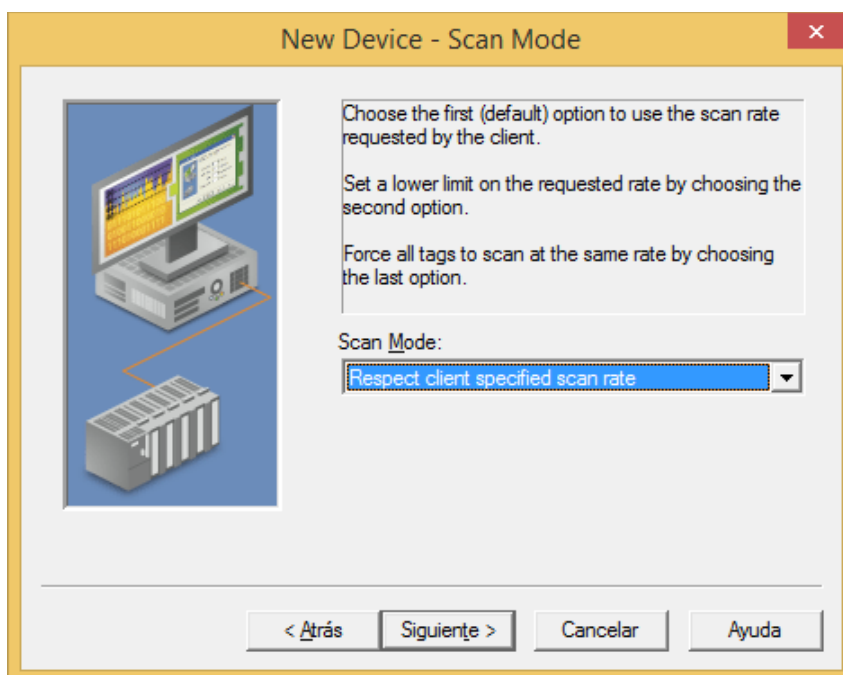 New Device - Scan Mode
Choose the first (default) option to use the scan rate
requested by the client.
Set a lower limit on the requested rate by choosing the
second option.
Force all tags to scan at the same rate by choosing
the last option.
Scan Mode:
Respect client specified scan rate
< Atrás
Siguiente >
Cancelar
Ayuda